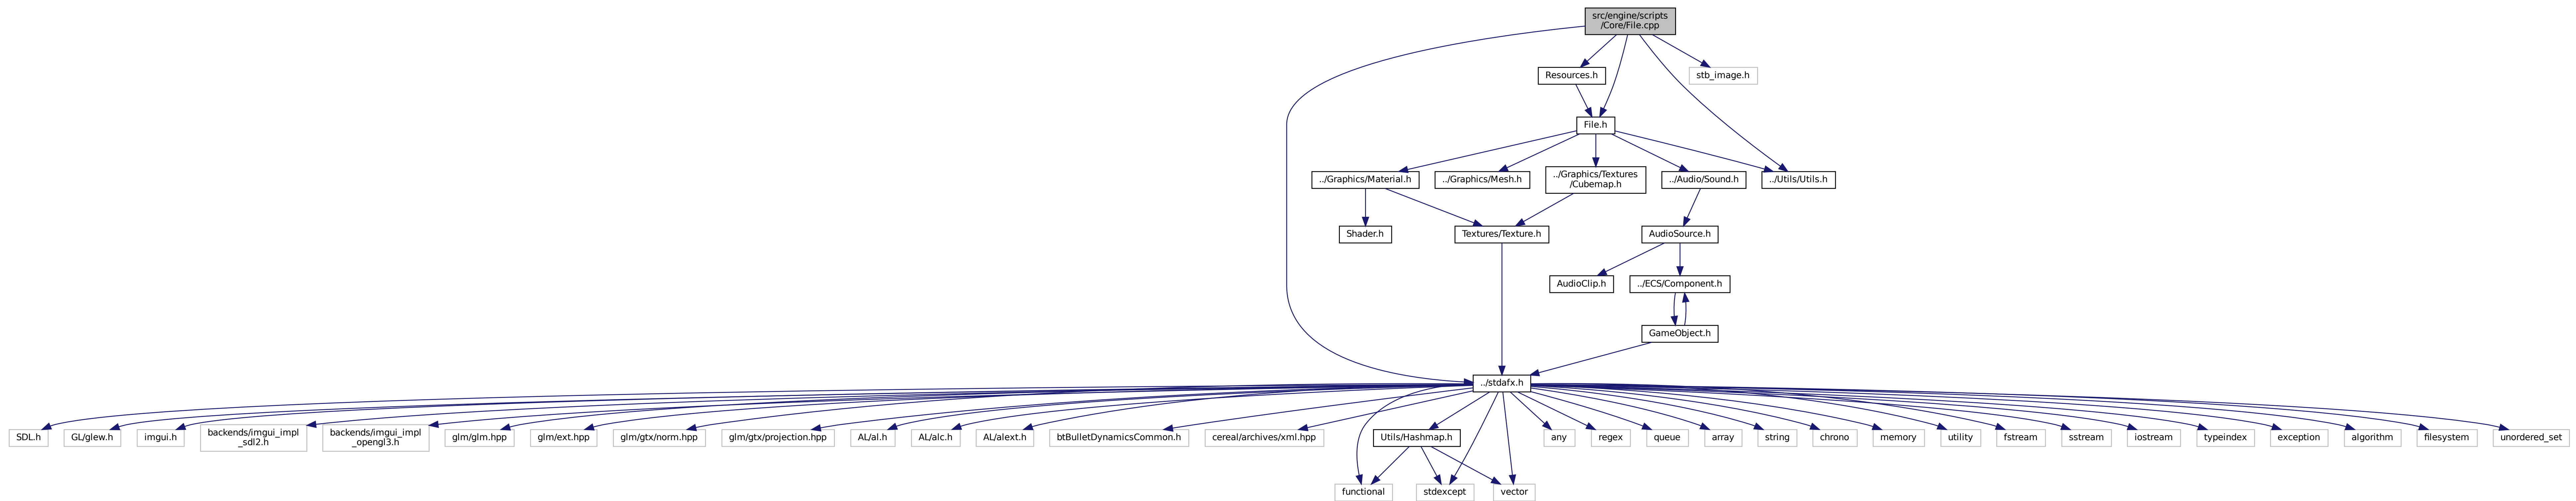 src/engine/scripts
/Core/File.cpp
Resources.h
stb_image.h
File.h
../Graphics/Material.h
../Graphics/Mesh.h
../Graphics/Textures
/Cubemap.h
../Audio/Sound.h
../Utils/Utils.h
Shader.h
Textures/Texture.h
AudioSource.h
AudioClip.h
../ECS/Component.h
GameObject.h
../stdafx.h
SDL.h
GL/glew.h
imgui.h
backends/imgui_impl
_sdl2.h
backends/imgui_impl
_opengl3.h
glm/glm.hpp
glm/ext.hpp
glm/gtx/norm.hpp
glm/gtx/projection.hpp
AL/al.h
AL/alc.h
AL/alext.h
btBulletDynamicsCommon.h
cereal/archives/xml.hpp
Utils/Hashmap.h
any
regex
queue
array
string
chrono
memory
utility
fstream
sstream
iostream
typeindex
exception
algorithm
filesystem
unordered_set
functional
stdexcept
vector